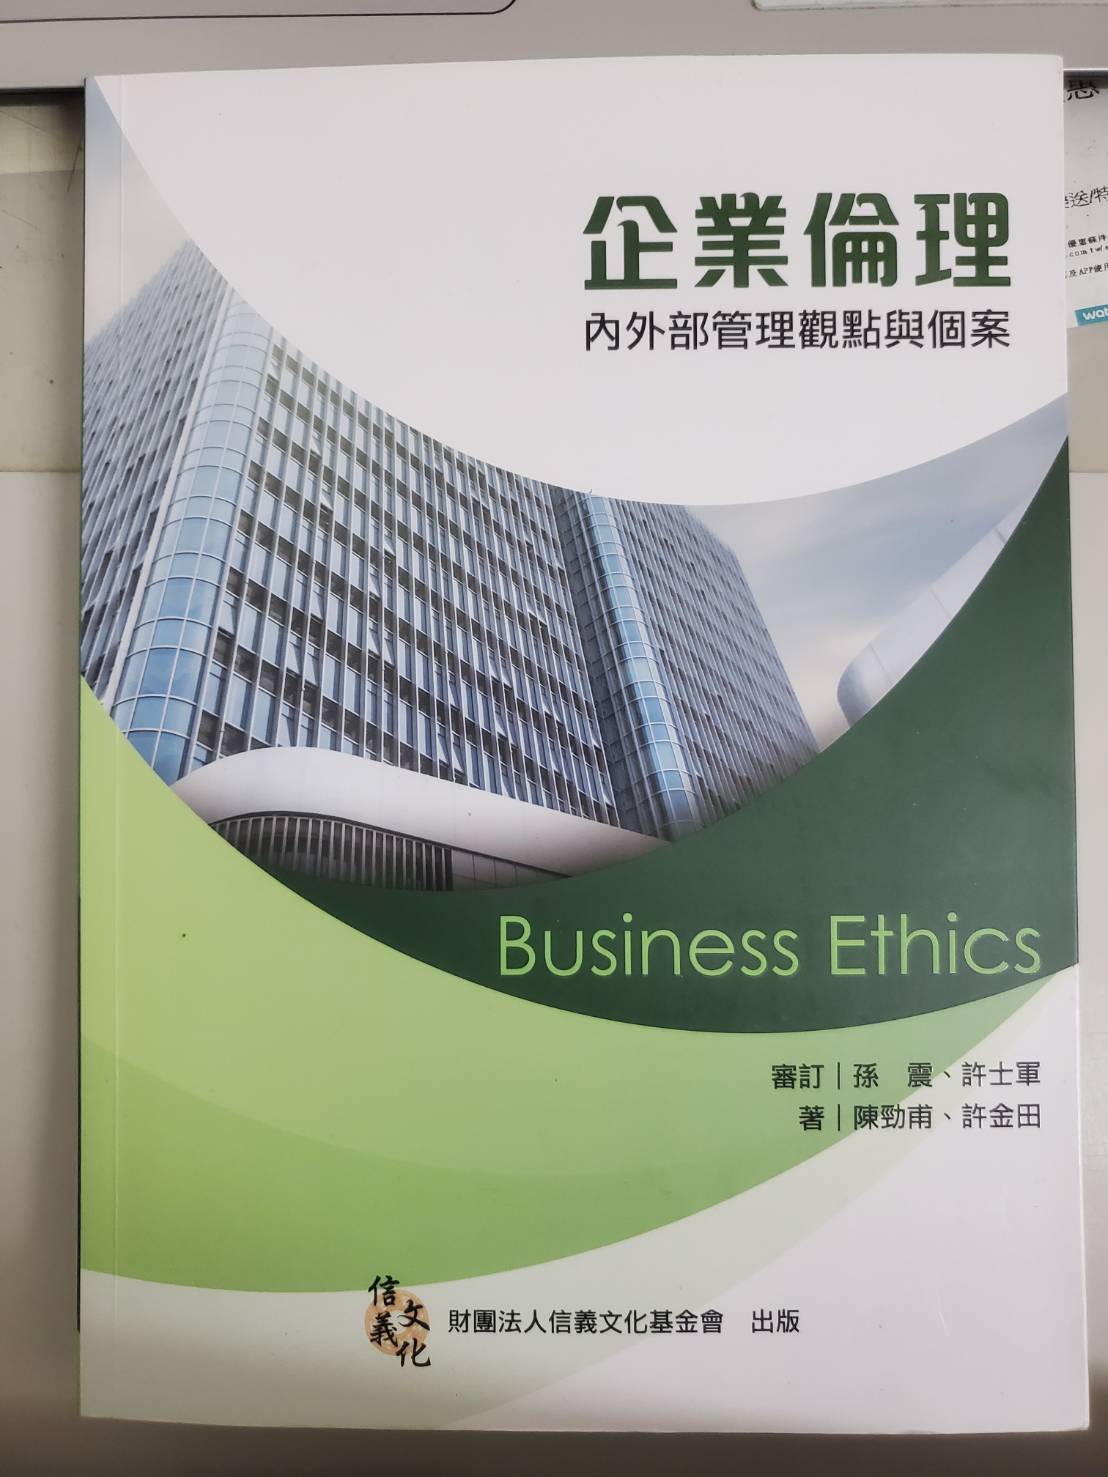 企業倫理
內外部管理觀點與個案
Business Ethics
審訂｜孫　震、許士軍
著｜陳勁甫、許金田
信義
文化
財團法人信義文化基金會　出版